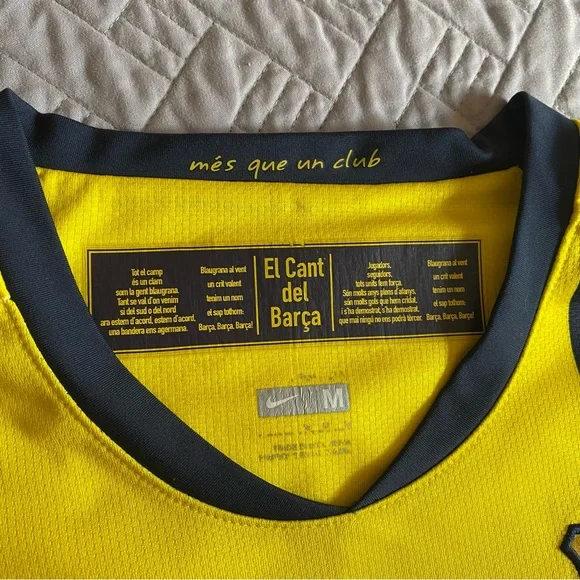 més que un club
Tot el camp
és un clam
som la gent blaugrana.
Tant se val d'on venim
si del sud o del nord
ara estem d'acord, estem d'acord,
una bandera ens agermana.
Blaugrana al vent
un crit valent
tenim un nom
el sap tothom:
Barça, Barça, Barça!
El Cant
del
Barça
Jugadors,
seguidors,
tots units fem força.
Són molts anys plens d'afanys,
són molts gols que hem cridat,
i s'ha demostrat, s'ha demostrat,
que mai ningú no ens podrà tòrcer.
Blaugrana al vent
un crit valent
tenim un nom
el sap tothom:
Barça, Barça, Barça!
M